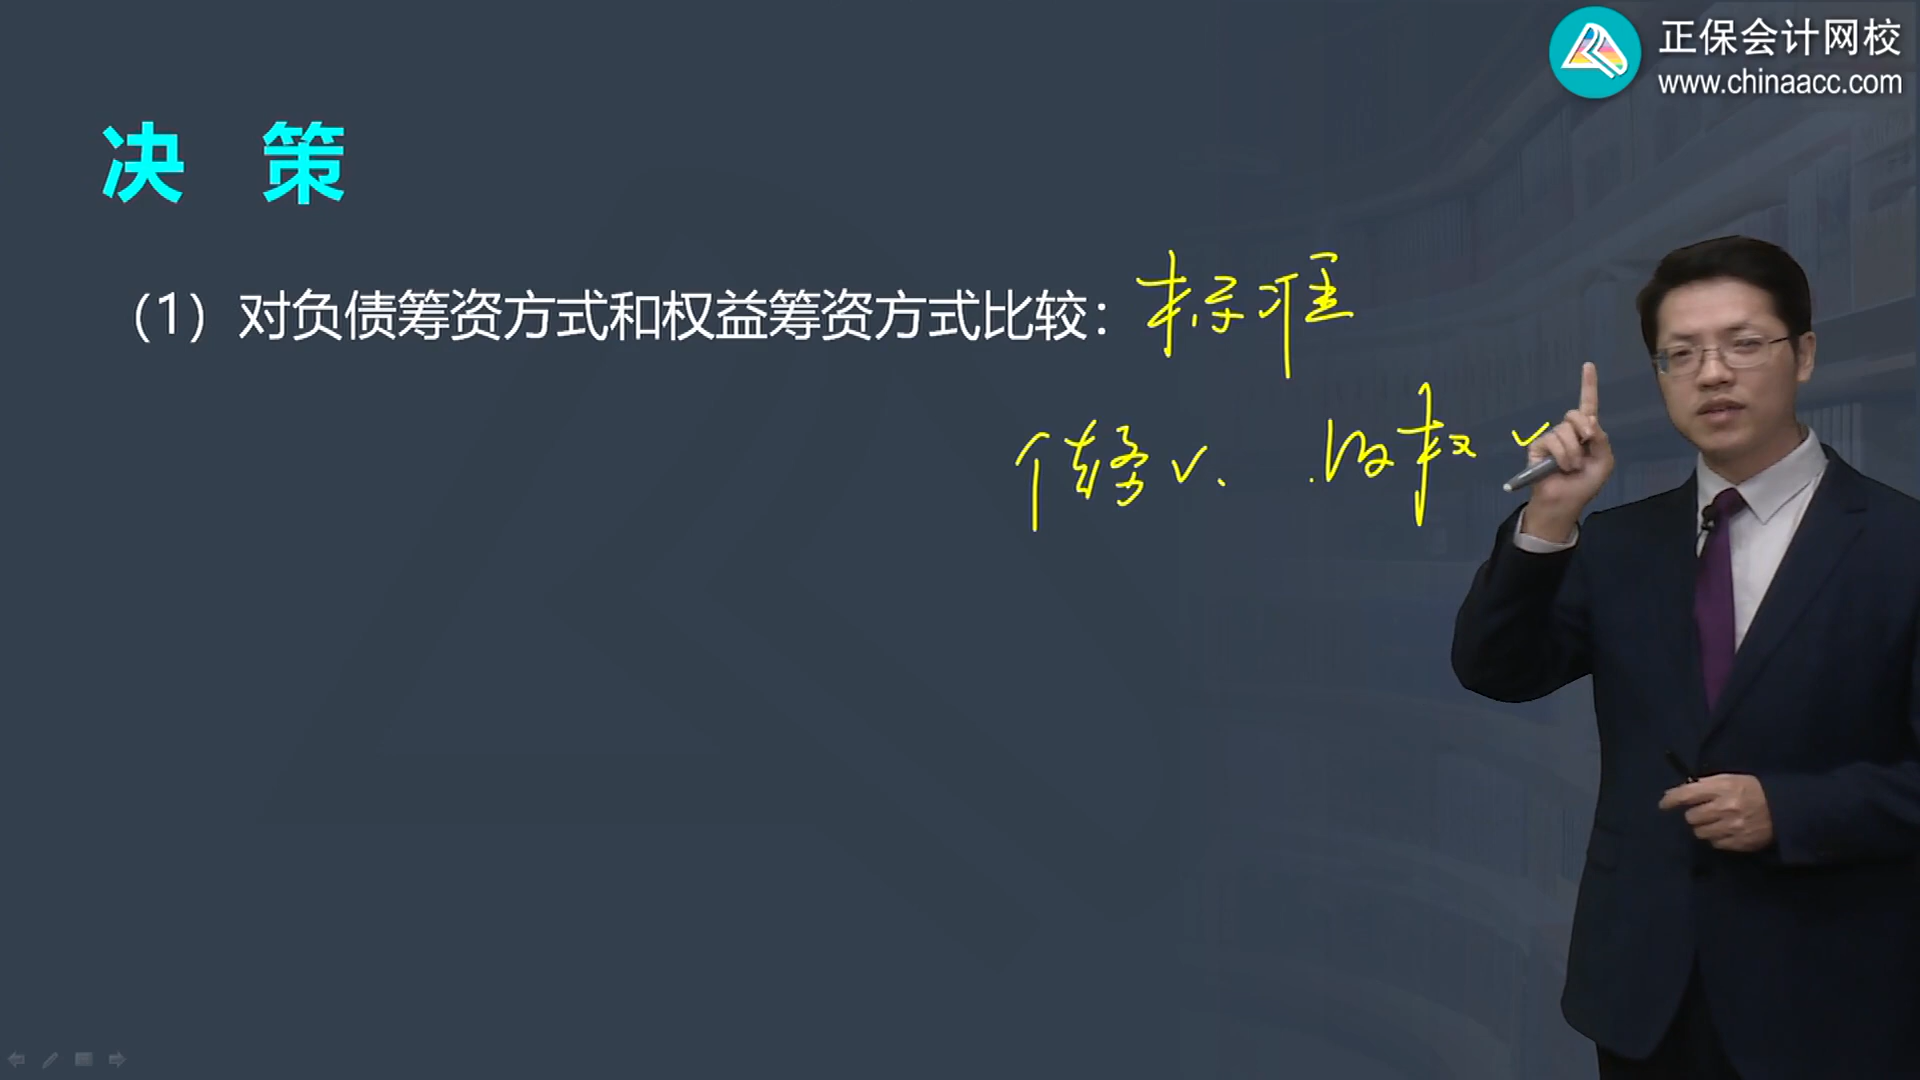 正保会计网校
www.chinaacc.com
决 策
（1）对负债筹资方式和权益筹资方式比较：标准
债√、股权√